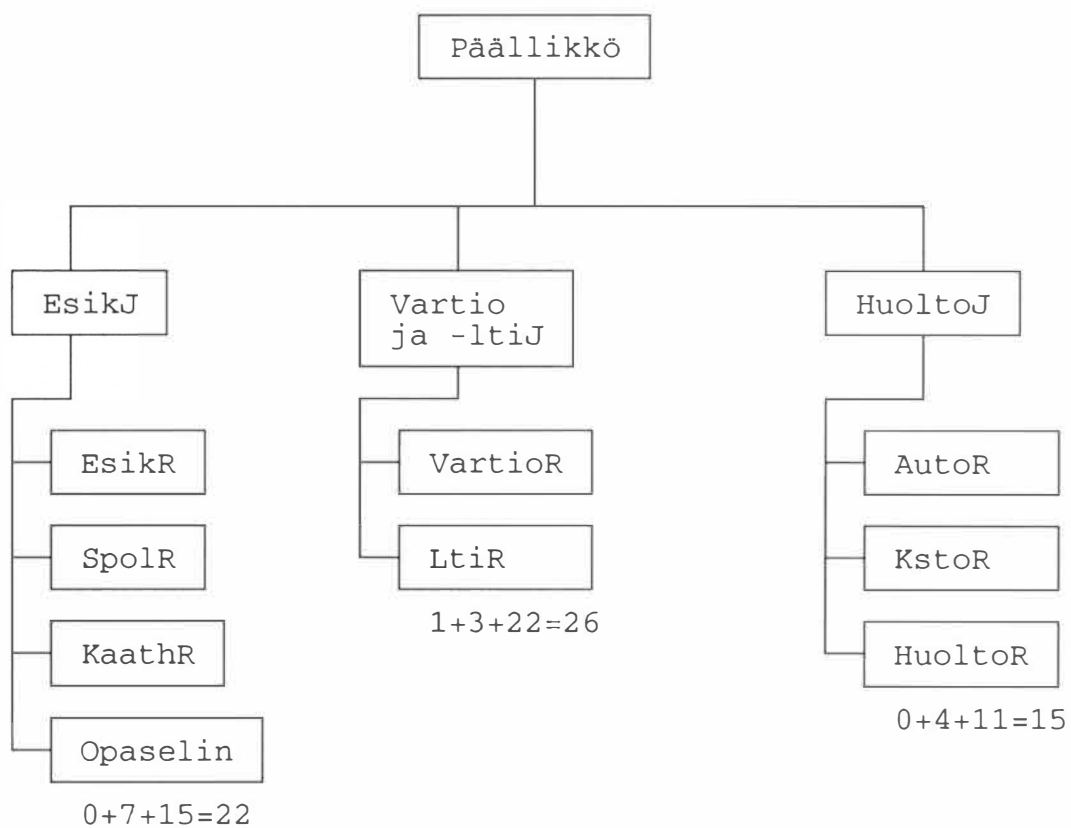 Päällikkö
EsikJ
Vartio
ja -ltiJ
HuoltoJ
EsikR
SpolR
KaathR
Opaselin
0+7+15=22
VartioR
LtiR
1+3+22=26
AutoR
KstoR
HuoltoR
0+4+11=15